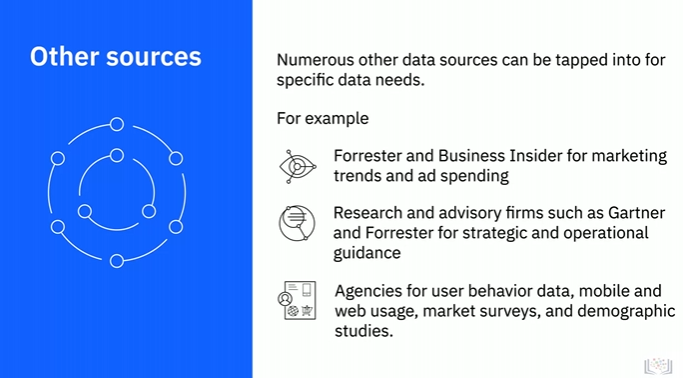 Other sources
Numerous other data sources can be tapped into for
specific data needs.
For example
Forrester and Business Insider for marketing
trends and ad spending
Research and advisory firms such as Gartner
and Forrester for strategic and operational
guidance
Agencies for user behavior data, mobile and
web usage, market surveys, and demographic
studies.